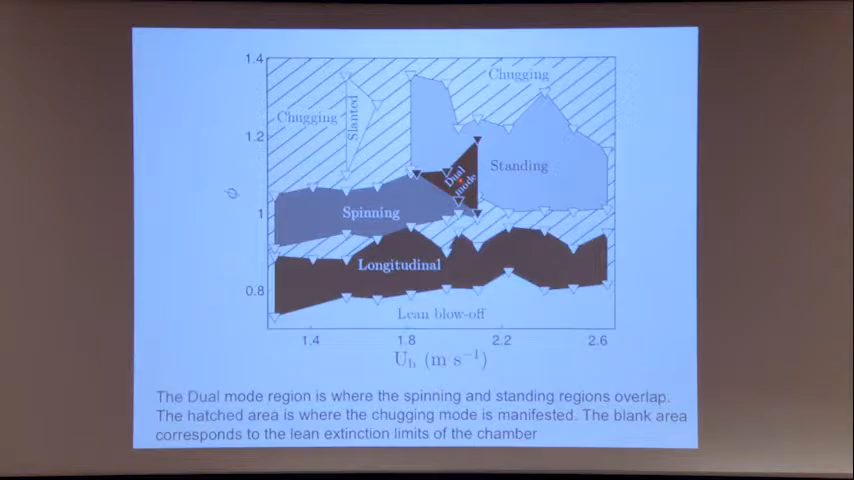 1.4
Chugging
Chugging
Slanted
1.2
Standing
Dual
mode
ϕ
1
Spinning
Longitudinal
0.8
Lean blow-off
1.4 1.8 2.2 2.6
U_b (m s⁻¹)
The Dual mode region is where the spinning and standing regions overlap.
The hatched area is where the chugging mode is manifested. The blank area
corresponds to the lean extinction limits of the chamber